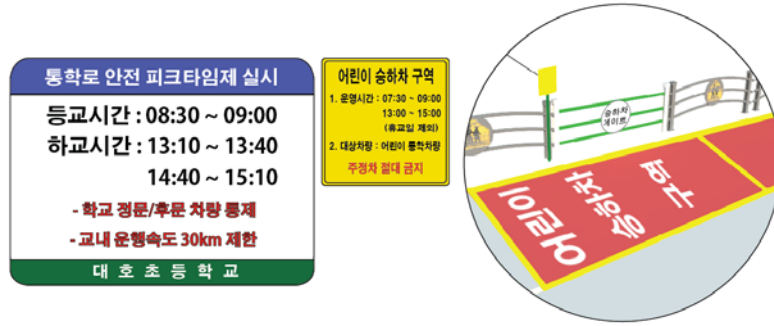 통학로 안전 피크타임제 실시
등교시간 : 08:30 ~ 09:00
하교시간 : 13:10 ~ 13:40
14:40 ~ 15:10
- 학교 정문/후문 차량 통제
- 교내 운행속도 30km 제한
대호초등학교
어린이 승하차 구역
1. 운영시간 : 07:30 ~ 09:00
13:00 ~ 15:00
(휴교일 제외)
2. 대상차량 : 어린이 통학차량
주정차 절대 금지
승하차
게이트
어린이
승하차
구역